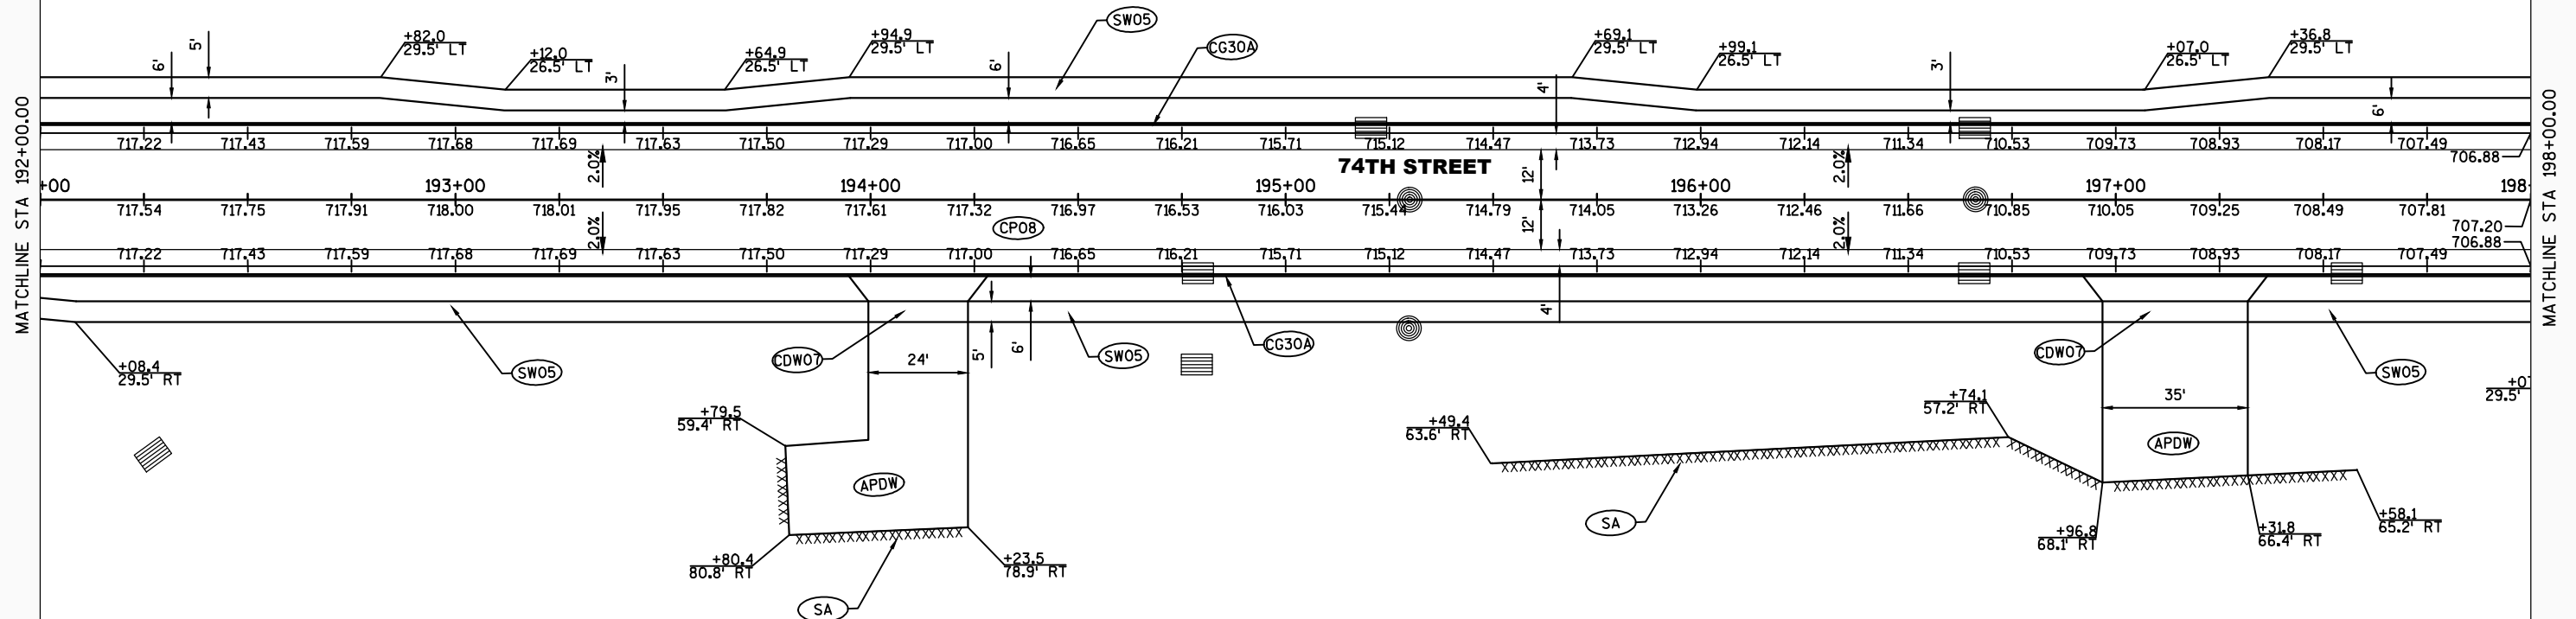 SW05
+82.0
29.5' LT
+12.0
26.5' LT
+64.9
26.5' LT
+94.9
29.5' LT
CG30A
+69.1
29.5' LT
+99.1
26.5' LT
+07.0
26.5' LT
+36.8
29.5' LT
6'
5'
3'
6'
4'
3'
6'
MATCHLINE STA 192+00.00
MATCHLINE STA 198+00.00
717.22 717.43 717.59 717.68 717.69 717.63 717.50 717.29 717.00 716.65 716.21 715.71 715.12 714.47 713.73 712.94 712.14 711.34 710.53 709.73 708.93 708.17 707.49
706.88
2.0%
74TH STREET
12'
2.0%
+00 193+00 194+00 195+00 196+00 197+00 198
717.54 717.75 717.91 718.00 718.01 717.95 717.82 717.61 717.32 716.97 716.53 716.03 715.44 714.79 714.05 713.26 712.46 711.66 710.85 710.05 709.25 708.49 707.81
707.20
2.0%
CP08
12'
2.0%
706.88
717.22 717.43 717.59 717.68 717.69 717.63 717.50 717.29 717.00 716.65 716.21 715.71 715.12 714.47 713.73 712.94 712.14 711.34 710.53 709.73 708.93 708.17 707.49
4'
5'
6'
+08.4
29.5' RT
SW05
CDW07
24'
SW05
CG30A
CDW07
SW05
+0
29.5'
35'
+79.5
59.4' RT
+49.4
63.6' RT
+74.1
57.2' RT
APDW
APDW
SA
+80.4
80.8' RT
+23.5
78.9' RT
+96.8
68.1' RT
+31.8
66.4' RT
+58.1
65.2' RT
SA